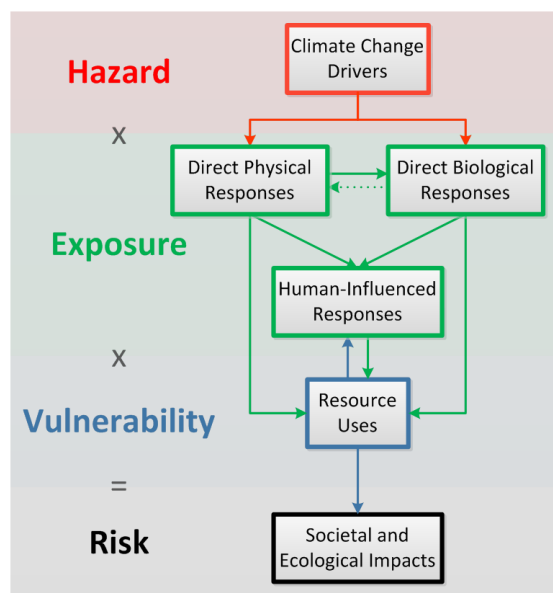 Hazard
Climate Change
Drivers
x
Direct Physical
Responses
Direct Biological
Responses
Exposure
Human-Influenced
Responses
x
Vulnerability
Resource
Uses
=
Risk
Societal and
Ecological Impacts